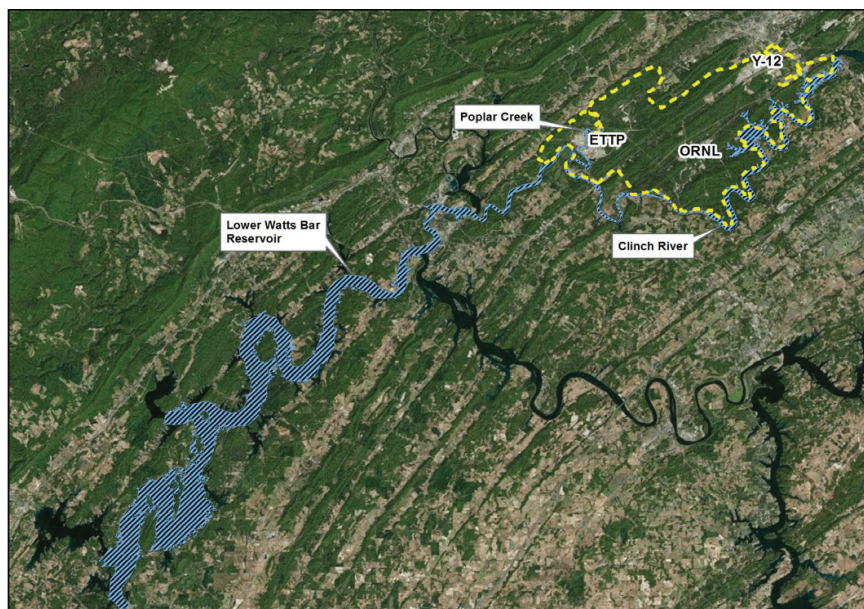 Y-12
Poplar Creek
ETTP
ORNL
Lower Watts Bar
Reservoir
Clinch River